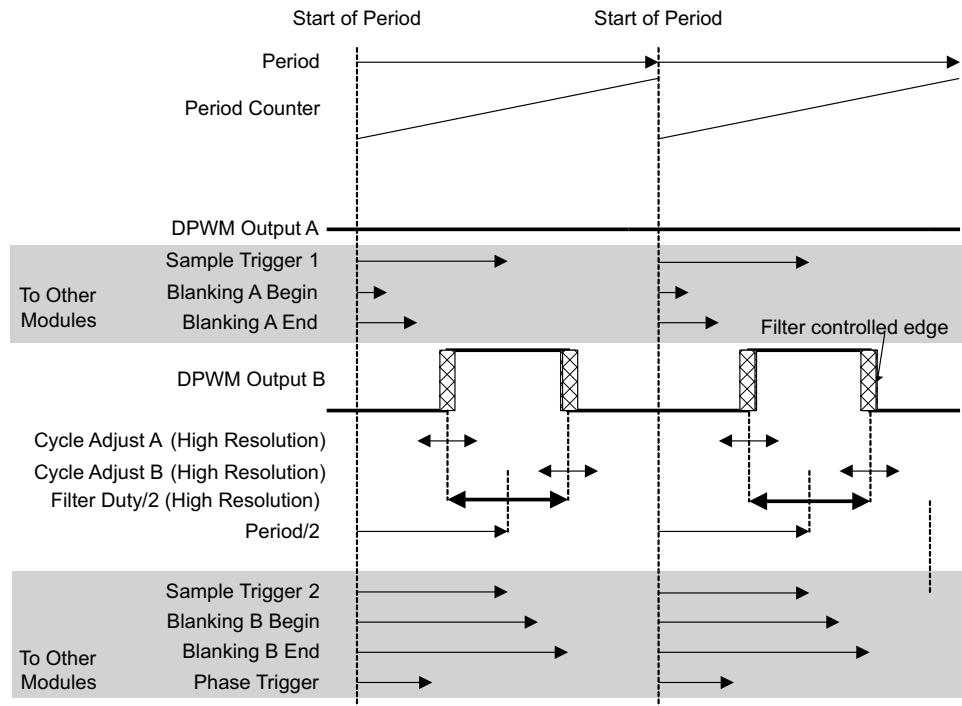 Start of Period
Start of Period
Period
Period Counter
DPWM Output A
Sample Trigger 1
Blanking A Begin
Blanking A End
To Other
Modules
Filter controlled edge
DPWM Output B
Cycle Adjust A (High Resolution)
Cycle Adjust B (High Resolution)
Filter Duty/2 (High Resolution)
Period/2
Sample Trigger 2
Blanking B Begin
Blanking B End
Phase Trigger
To Other
Modules